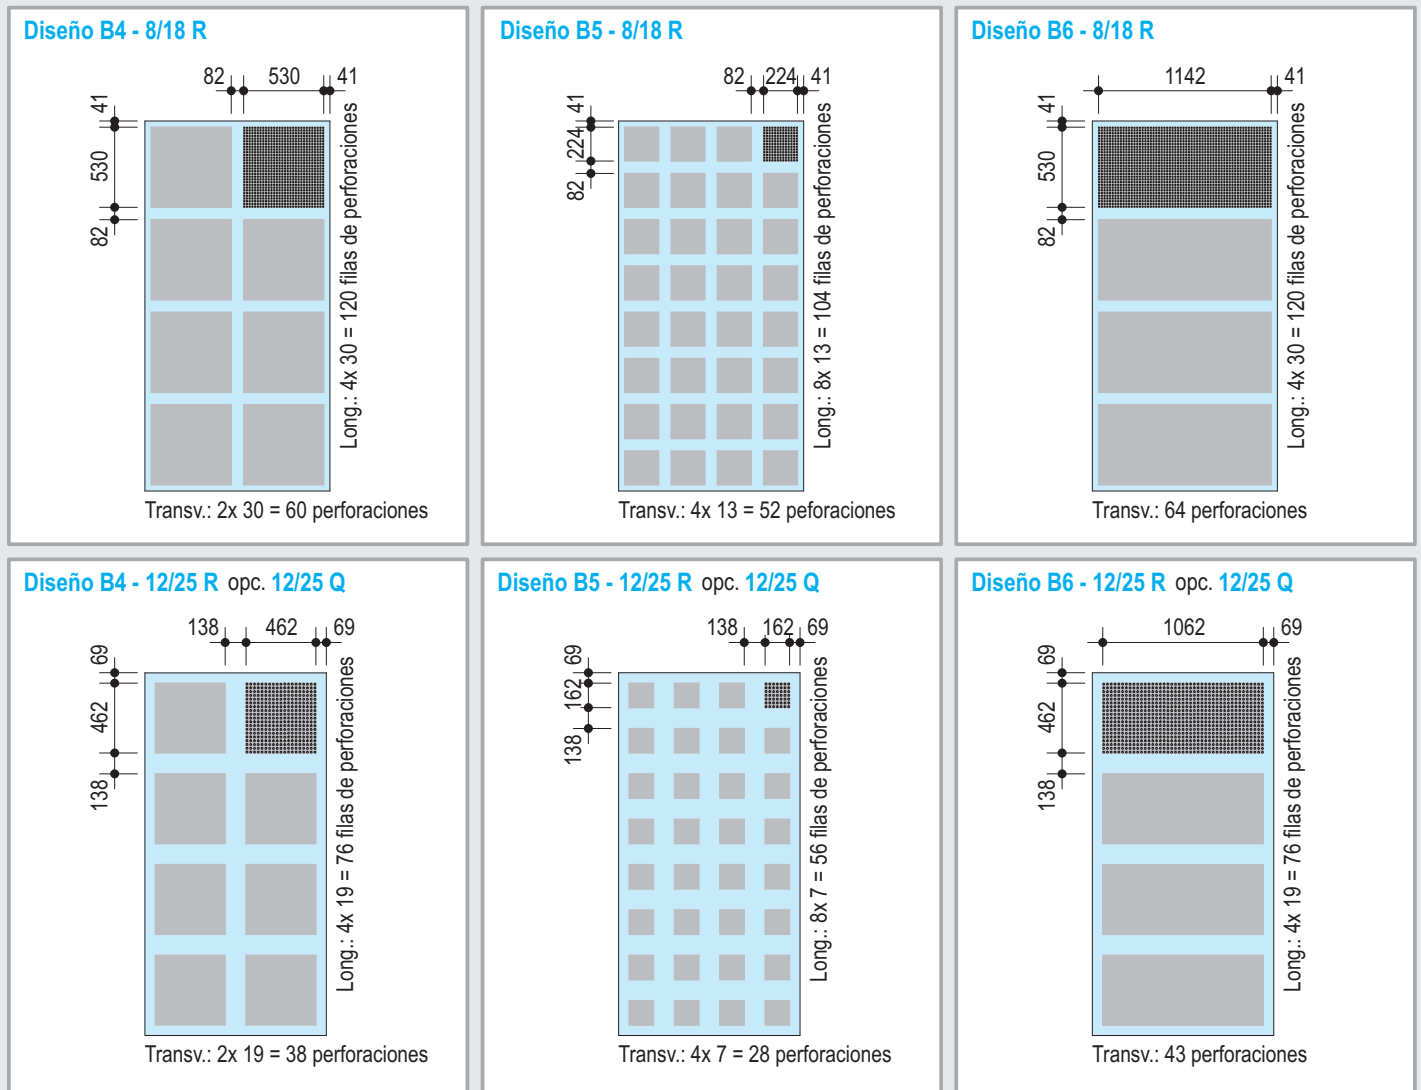 Diseño B4 - 8/18 R
82 530 41
41
530
82
Long.: 4x 30 = 120 filas de perforaciones
Transv.: 2x 30 = 60 perforaciones
Diseño B5 - 8/18 R
82 224 41
41
224
82
Long.: 8x 13 = 104 filas de perforaciones
Transv.: 4x 13 = 52 peforaciones
Diseño B6 - 8/18 R
1142 41
41
530
82
Long.: 4x 30 = 120 filas de perforaciones
Transv.: 64 perforaciones
Diseño B4 - 12/25 R opc. 12/25 Q
138 462 69
69
462
138
Long.: 4x 19 = 76 filas de perforaciones
Transv.: 2x 19 = 38 perforaciones
Diseño B5 - 12/25 R opc. 12/25 Q
138 162 69
69
162
138
Long.: 8x 7 = 56 filas de perforaciones
Transv.: 4x 7 = 28 perforaciones
Diseño B6 - 12/25 R opc. 12/25 Q
1062 69
69
462
138
Long.: 4x 19 = 76 filas de perforaciones
Transv.: 43 perforaciones